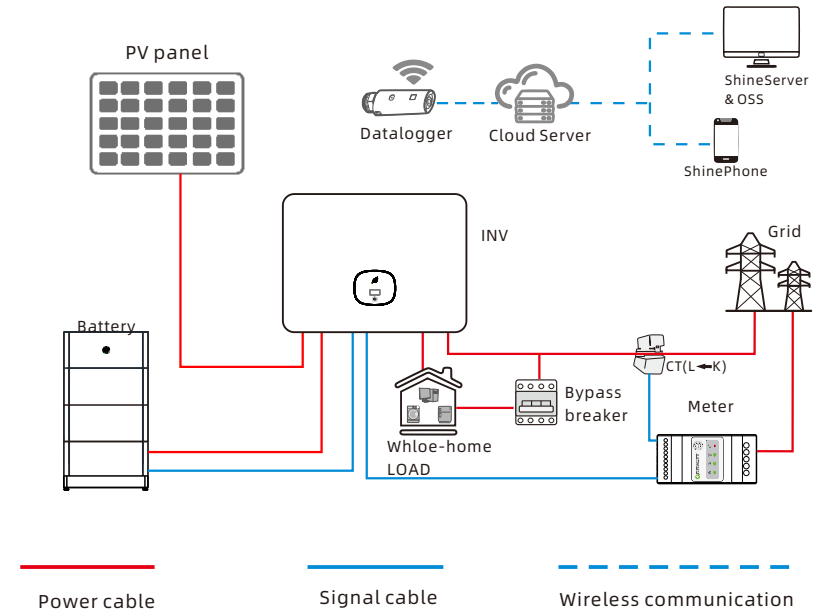 PV panel
Datalogger
Cloud Server
ShineServer
& OSS
ShinePhone
INV
Grid
Battery
CT(L←K)
Bypass
breaker
Meter
Whloe-home
LOAD
Power cable
Signal cable
Wireless communication